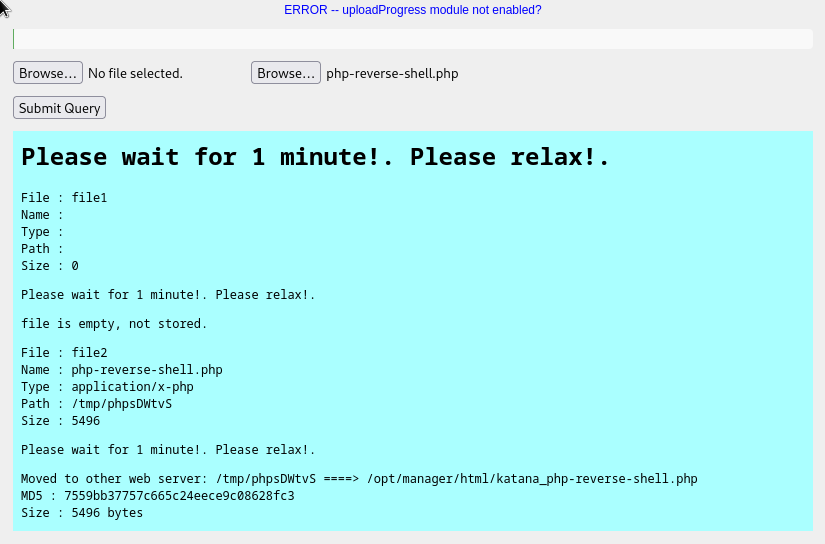 ERROR -- uploadProgress module not enabled?
Browse... No file selected. Browse... php-reverse-shell.php
Submit Query
Please wait for 1 minute!. Please relax!.
File : file1
Name :
Type :
Path :
Size : 0
Please wait for 1 minute!. Please relax!.
file is empty, not stored.
File : file2
Name : php-reverse-shell.php
Type : application/x-php
Path : /tmp/phpsDWtvS
Size : 5496
Please wait for 1 minute!. Please relax!.
Moved to other web server: /tmp/phpsDWtvS ====> /opt/manager/html/katana_php-reverse-shell.php
MD5 : 7559bb37757c665c24eece9c08628fc3
Size : 5496 bytes